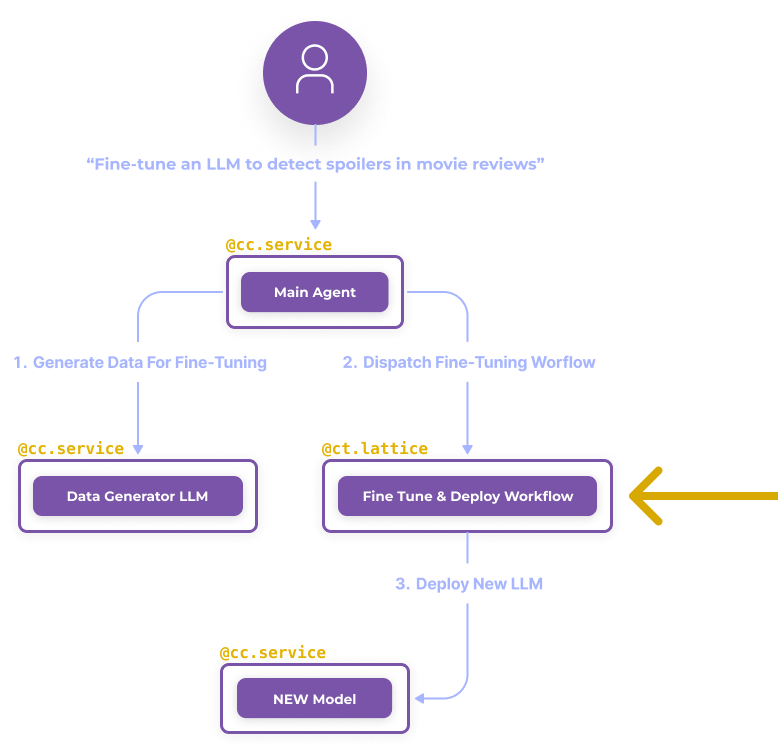 “Fine-tune an LLM to detect spoilers in movie reviews”
@cc.service
Main Agent
1. Generate Data For Fine-Tuning
2. Dispatch Fine-Tuning Worflow
@cc.service
Data Generator LLM
@ct.lattice
Fine Tune & Deploy Workflow
3. Deploy New LLM
@cc.service
NEW Model